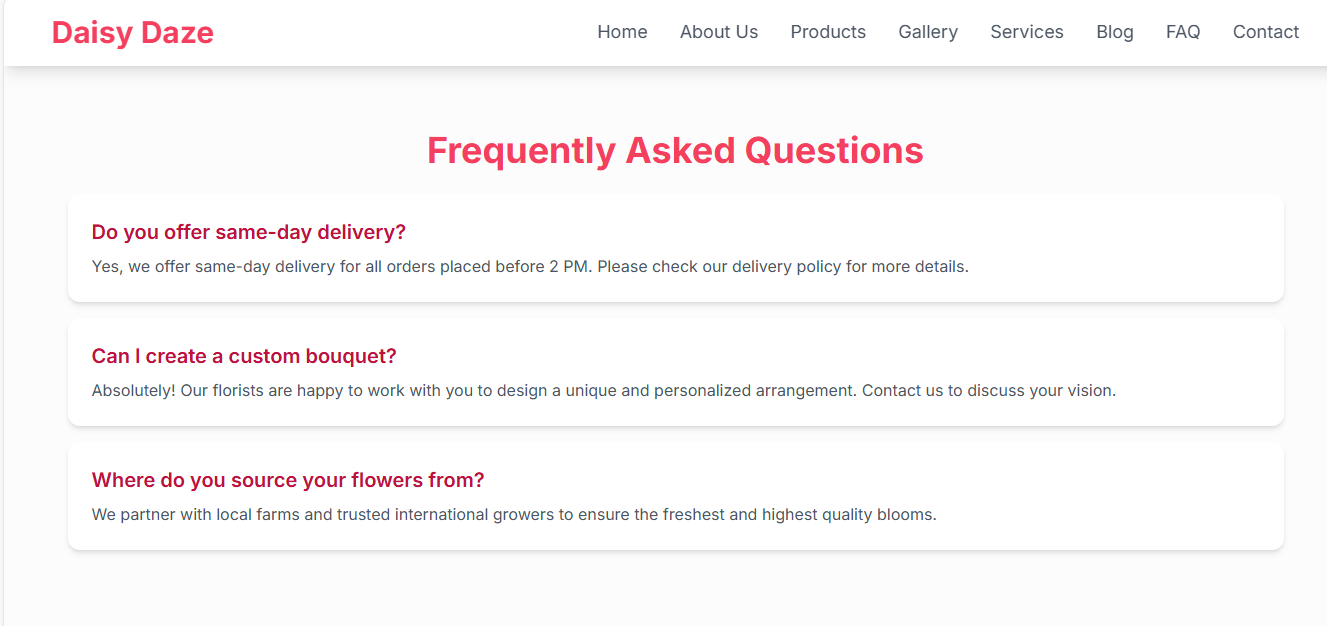 Daisy Daze
Home About Us Products Gallery Services Blog FAQ Contact
Frequently Asked Questions
Do you offer same-day delivery?
Yes, we offer same-day delivery for all orders placed before 2 PM. Please check our delivery policy for more details.
Can I create a custom bouquet?
Absolutely! Our florists are happy to work with you to design a unique and personalized arrangement. Contact us to discuss your vision.
Where do you source your flowers from?
We partner with local farms and trusted international growers to ensure the freshest and highest quality blooms.